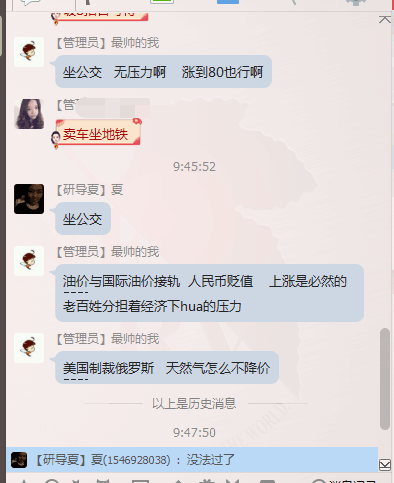 【管理员】最帅的我
坐公交 无压力啊 涨到80也行啊
【管
卖车坐地铁
9:45:52
【研导夏】夏
坐公交
【管理员】最帅的我
油价与国际油价接轨 人民币贬值 上涨是必然的
老百姓分担着经济下hua的压力
【管理员】最帅的我
美国制裁俄罗斯 天然气怎么不降价
以上是历史消息
9:47:50
【研导夏】夏(1546928038) : 没法过了